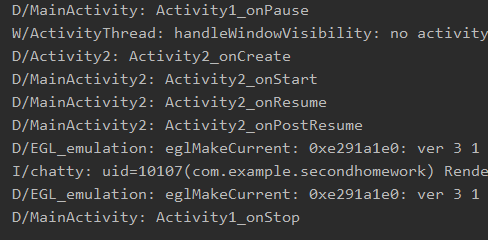 D/MainActivity: Activity1_onPause
W/ActivityThread: handleWindowVisibility: no activity
D/Activity2: Activity2_onCreate
D/MainActivity2: Activity2_onStart
D/MainActivity2: Activity2_onResume
D/MainActivity2: Activity2_onPostResume
D/EGL_emulation: eglMakeCurrent: 0xe291a1e0: ver 3 1
I/chatty: uid=10107(com.example.secondhomework) Rende
D/EGL_emulation: eglMakeCurrent: 0xe291a1e0: ver 3 1
D/MainActivity: Activity1_onStop